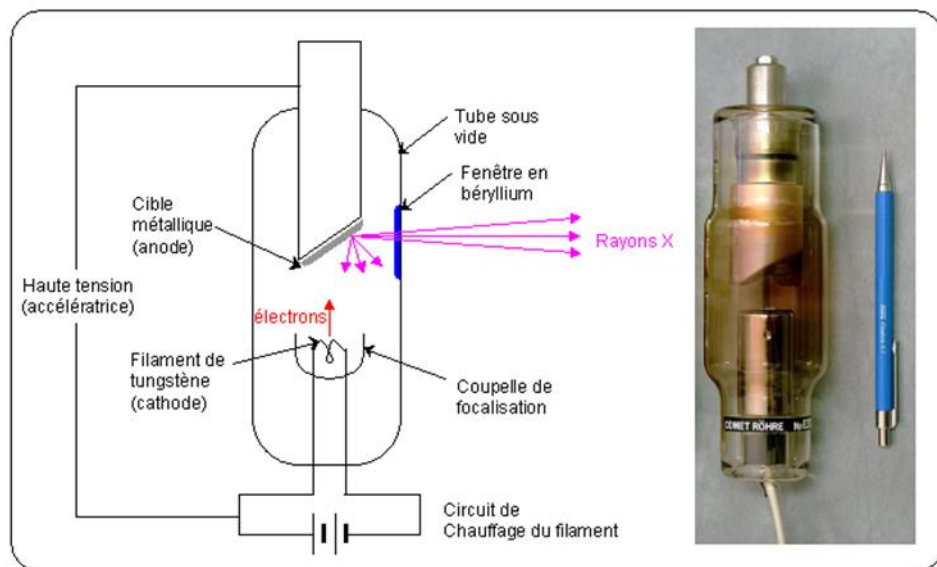 Tube sous
vide
Fenêtre en
béryllium
Cible
métallique
(anode)
Rayons X
Haute tension
(accélératrice)
électrons
Filament de
tungstène
(cathode)
Coupelle de
focalisation
Circuit de
Chauffage du filament
COMET RÖHRE No